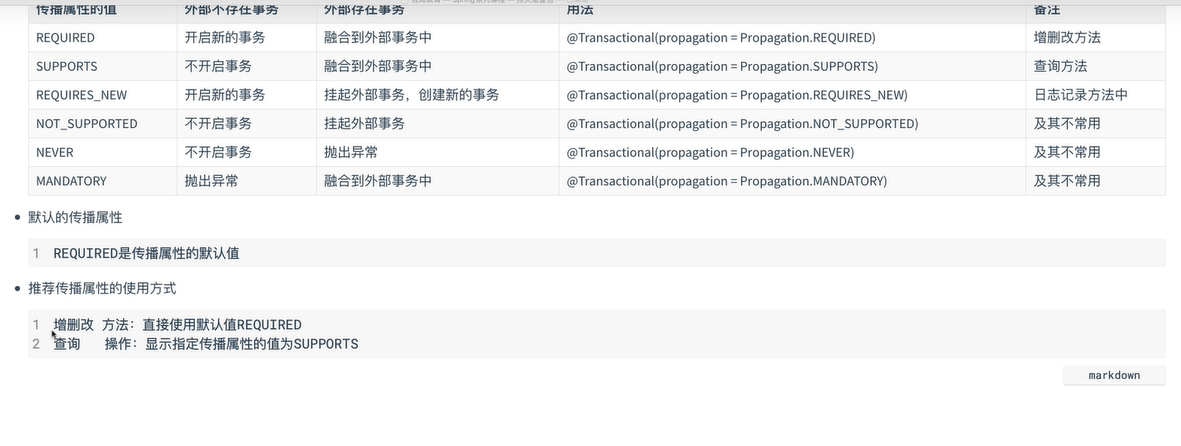 传播属性的值 外部不存在事务 外部存在事务 用法 备注
REQUIRED 开启新的事务 融合到外部事务中 @Transactional(propagation = Propagation.REQUIRED) 增删改方法
SUPPORTS 不开启事务 融合到外部事务中 @Transactional(propagation = Propagation.SUPPORTS) 查询方法
REQUIRES_NEW 开启新的事务 挂起外部事务，创建新的事务 @Transactional(propagation = Propagation.REQUIRES_NEW) 日志记录方法中
NOT_SUPPORTED 不开启事务 挂起外部事务 @Transactional(propagation = Propagation.NOT_SUPPORTED) 及其不常用
NEVER 不开启事务 抛出异常 @Transactional(propagation = Propagation.NEVER) 及其不常用
MANDATORY 抛出异常 融合到外部事务中 @Transactional(propagation = Propagation.MANDATORY) 及其不常用
• 默认的传播属性
1 REQUIRED是传播属性的默认值
• 推荐传播属性的使用方式
1 增删改 方法：直接使用默认值REQUIRED
2 查询 操作：显示指定传播属性的值为SUPPORTS
markdown